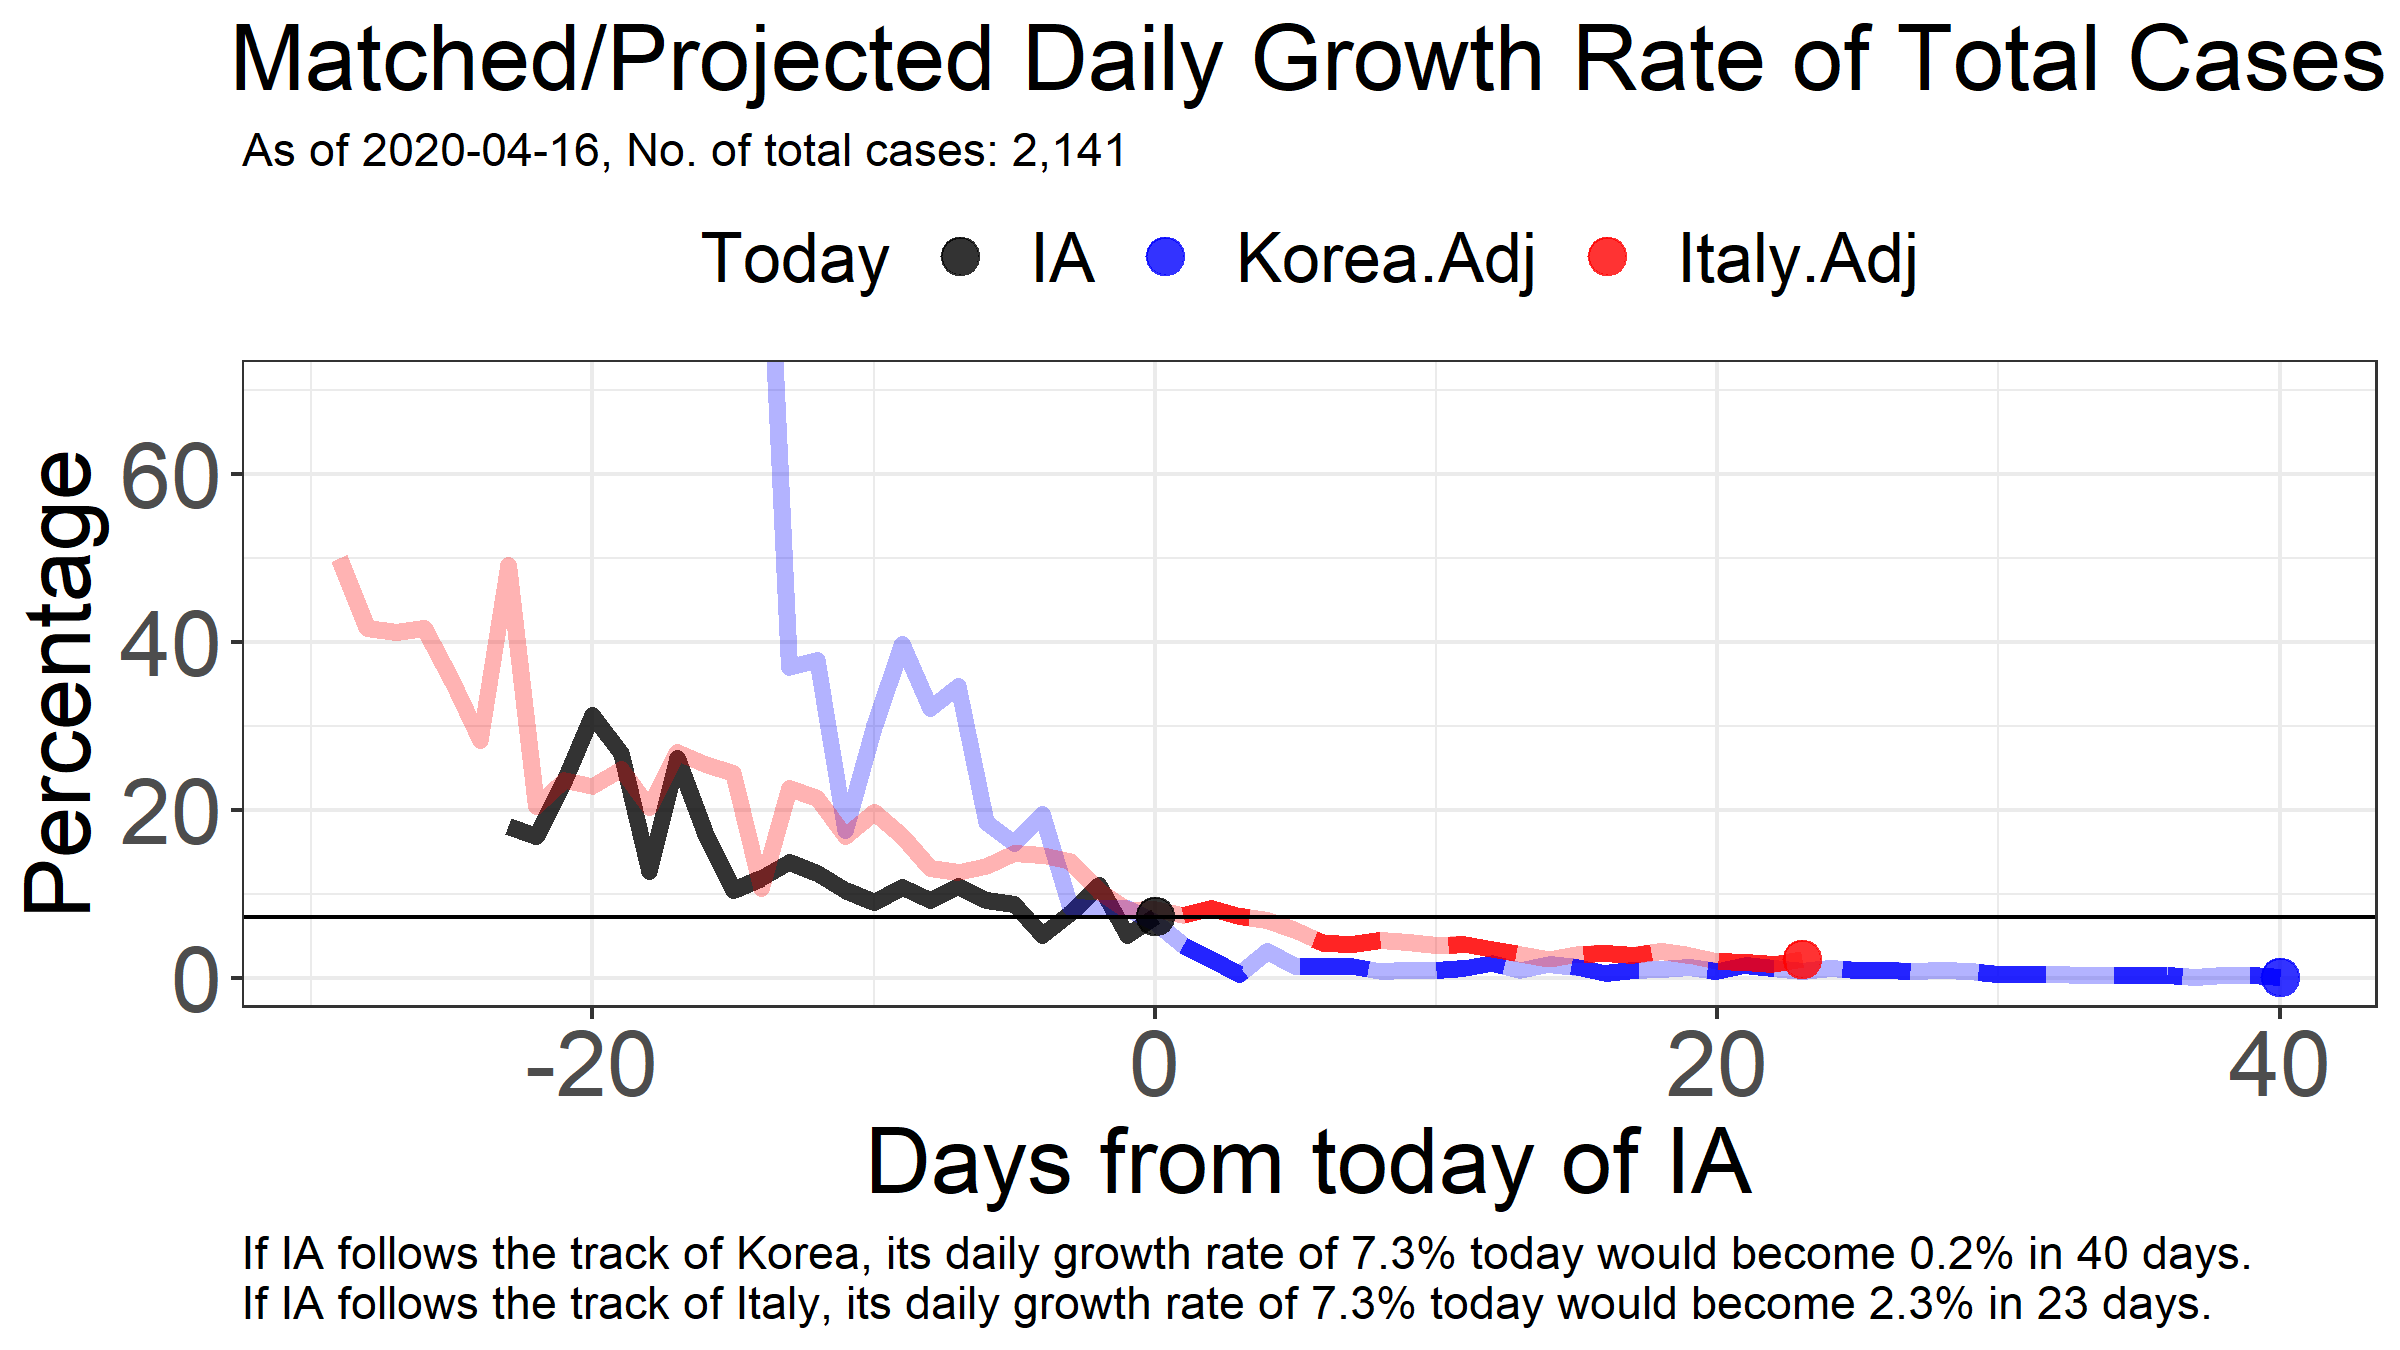 Matched/Projected Daily Growth Rate of Total Cases
As of 2020-04-16, No. of total cases: 2,141
Today IA Korea.Adj Italy.Adj
Percentage
60
40
20
0
-20 0 20 40
Days from today of IA
If IA follows the track of Korea, its daily growth rate of 7.3% today would become 0.2% in 40 days.
If IA follows the track of Italy, its daily growth rate of 7.3% today would become 2.3% in 23 days.